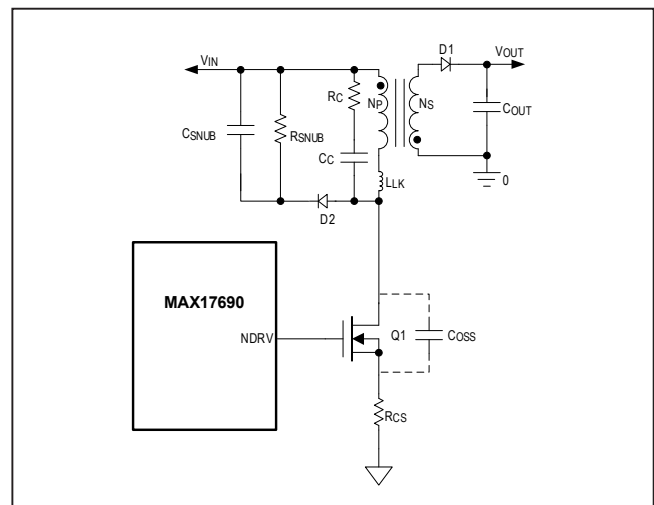 VIN
D1
VOUT
RC
NP
NS
COUT
CSNUB
RSNUB
CC
LLK
0
D2
MAX17690
NDRV
Q1
COSS
RCS